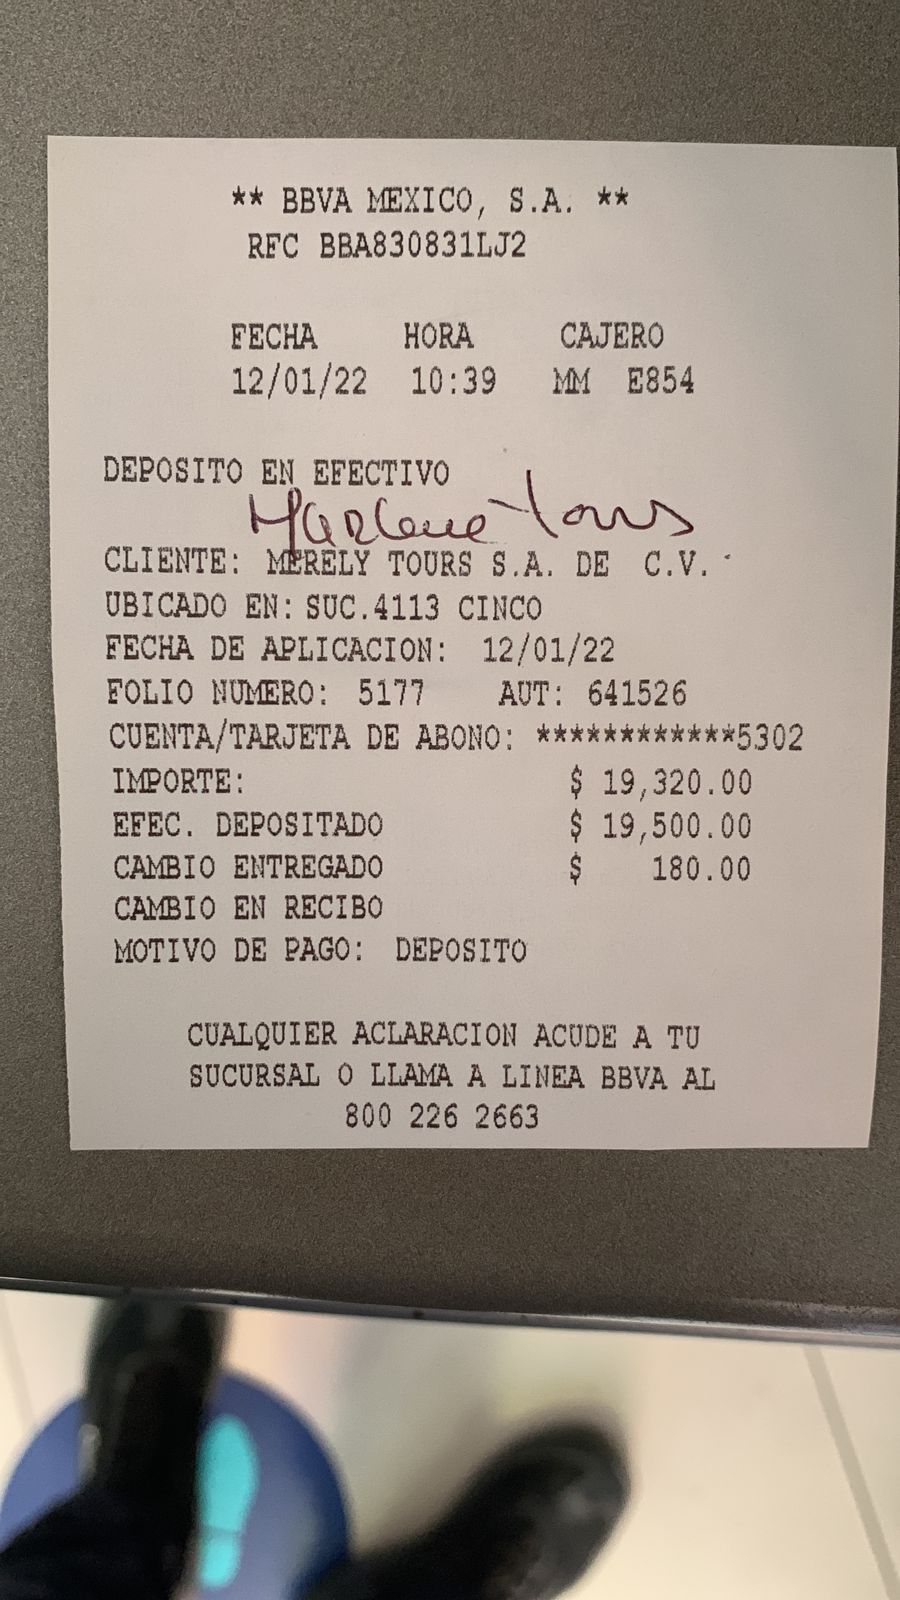 ** BBVA MEXICO, S.A. **
RFC BBA830831LJ2
FECHA HORA CAJERO
12/01/22 10:39 MM E854
DEPOSITO EN EFECTIVO
Marlene Tours
CLIENTE: MERELY TOURS S.A. DE C.V.
UBICADO EN: SUC.4113 CINCO
FECHA DE APLICACION: 12/01/22
FOLIO NUMERO: 5177 AUT: 641526
CUENTA/TARJETA DE ABONO: ************5302
IMPORTE: $ 19,320.00
EFEC. DEPOSITADO $ 19,500.00
CAMBIO ENTREGADO $ 180.00
CAMBIO EN RECIBO
MOTIVO DE PAGO: DEPOSITO
CUALQUIER ACLARACION ACUDE A TU
SUCURSAL O LLAMA A LINEA BBVA AL
800 226 2663